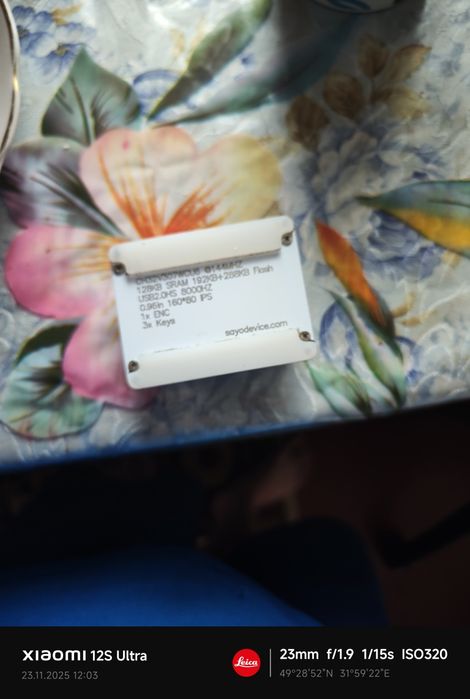 CH32V307WCU6 @144MHZ
128KB SRAM 192KB+288KB Flash
USB2.0HS 8000HZ
0.96in 160*80 IPS
1x ENC
3x Keys
sayodevice.com
xiaomi 12S Ultra
23.11.2025 12:03
Leica
23mm f/1.9 1/15s ISO320
49°28'52"N 31°59'22"E